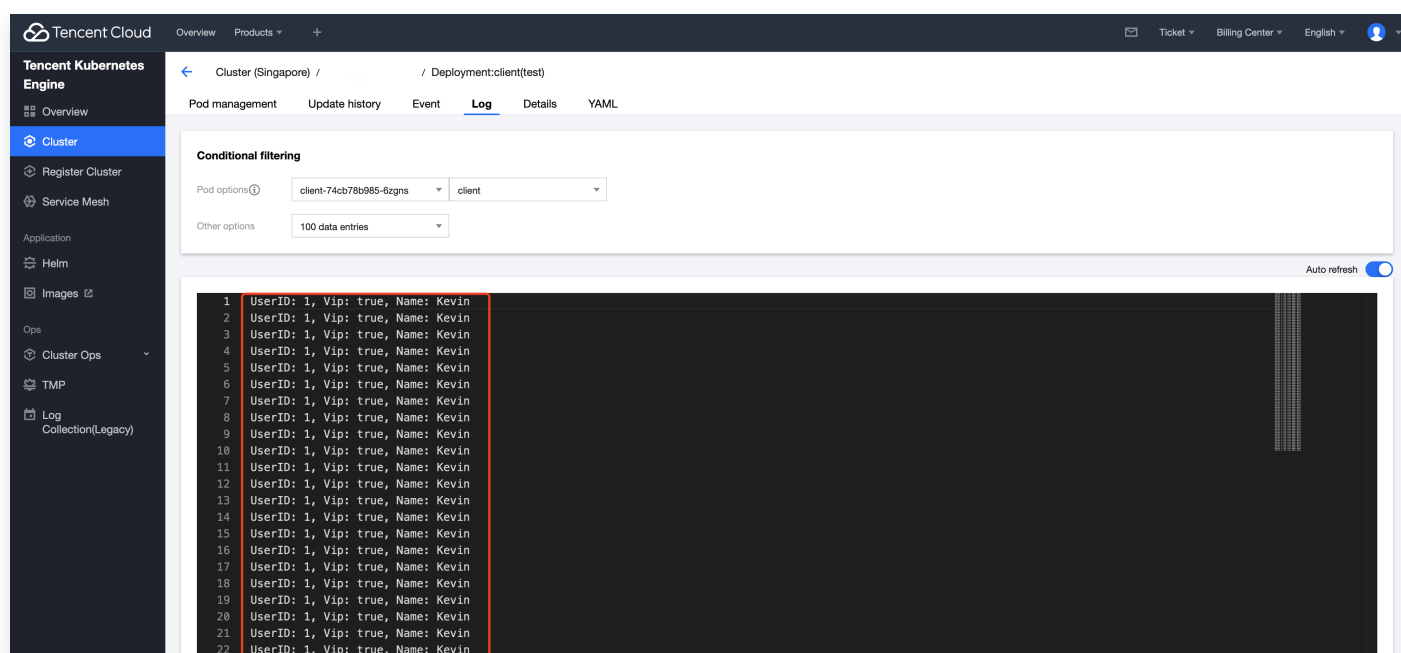 Tencent Cloud Overview Products + Ticket Billing Center English
Tencent Kubernetes
Engine
Overview
Cluster
Register Cluster
Service Mesh
Application
Helm
Images
Ops
Cluster Ops
TMP
Log
Collection(Legacy)
Cluster (Singapore) / / Deployment:client(test)
Pod management Update history Event Log Details YAML
Conditional filtering
Pod options client-74cb78b985-6zgns client
Other options 100 data entries
Auto refresh
1 UserID: 1, Vip: true, Name: Kevin
2 UserID: 1, Vip: true, Name: Kevin
3 UserID: 1, Vip: true, Name: Kevin
4 UserID: 1, Vip: true, Name: Kevin
5 UserID: 1, Vip: true, Name: Kevin
6 UserID: 1, Vip: true, Name: Kevin
7 UserID: 1, Vip: true, Name: Kevin
8 UserID: 1, Vip: true, Name: Kevin
9 UserID: 1, Vip: true, Name: Kevin
10 UserID: 1, Vip: true, Name: Kevin
11 UserID: 1, Vip: true, Name: Kevin
12 UserID: 1, Vip: true, Name: Kevin
13 UserID: 1, Vip: true, Name: Kevin
14 UserID: 1, Vip: true, Name: Kevin
15 UserID: 1, Vip: true, Name: Kevin
16 UserID: 1, Vip: true, Name: Kevin
17 UserID: 1, Vip: true, Name: Kevin
18 UserID: 1, Vip: true, Name: Kevin
19 UserID: 1, Vip: true, Name: Kevin
20 UserID: 1, Vip: true, Name: Kevin
21 UserID: 1, Vip: true, Name: Kevin
22 UserID: 1, Vip: true, Name: Kevin